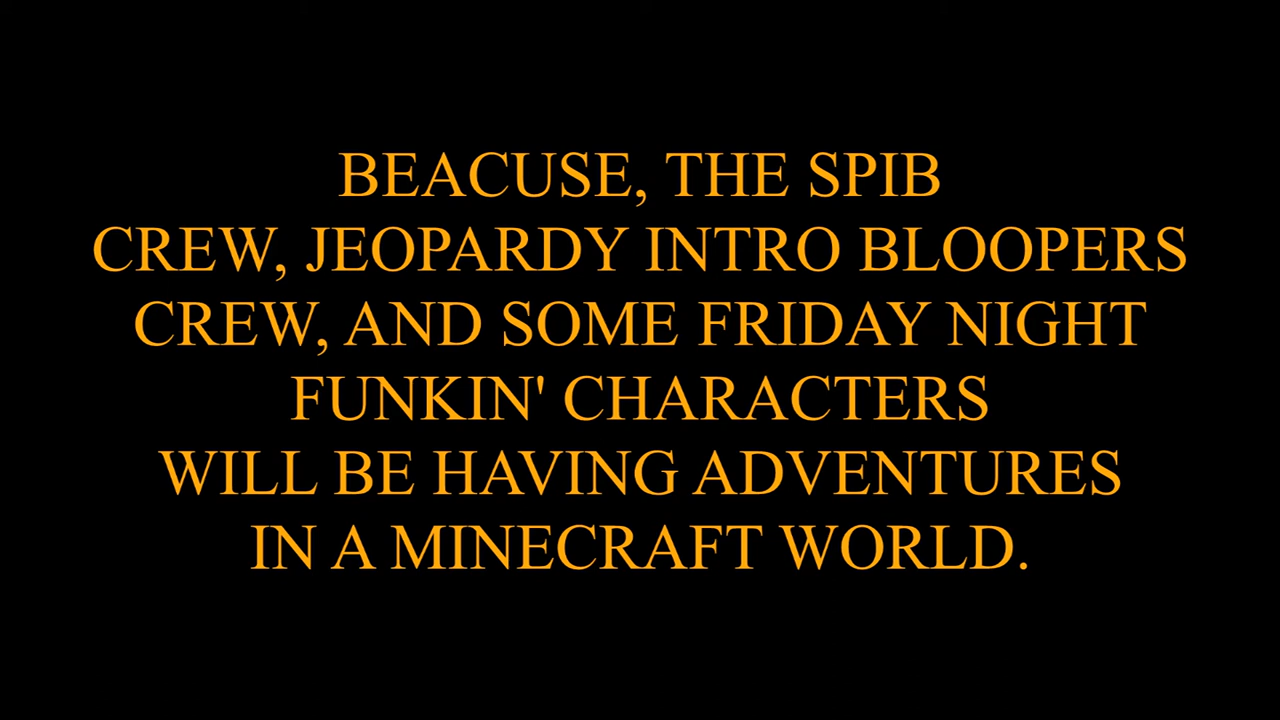 BEACUSE, THE SPIB
CREW, JEOPARDY INTRO BLOOPERS
CREW, AND SOME FRIDAY NIGHT
FUNKIN' CHARACTERS
WILL BE HAVING ADVENTURES
IN A MINECRAFT WORLD.